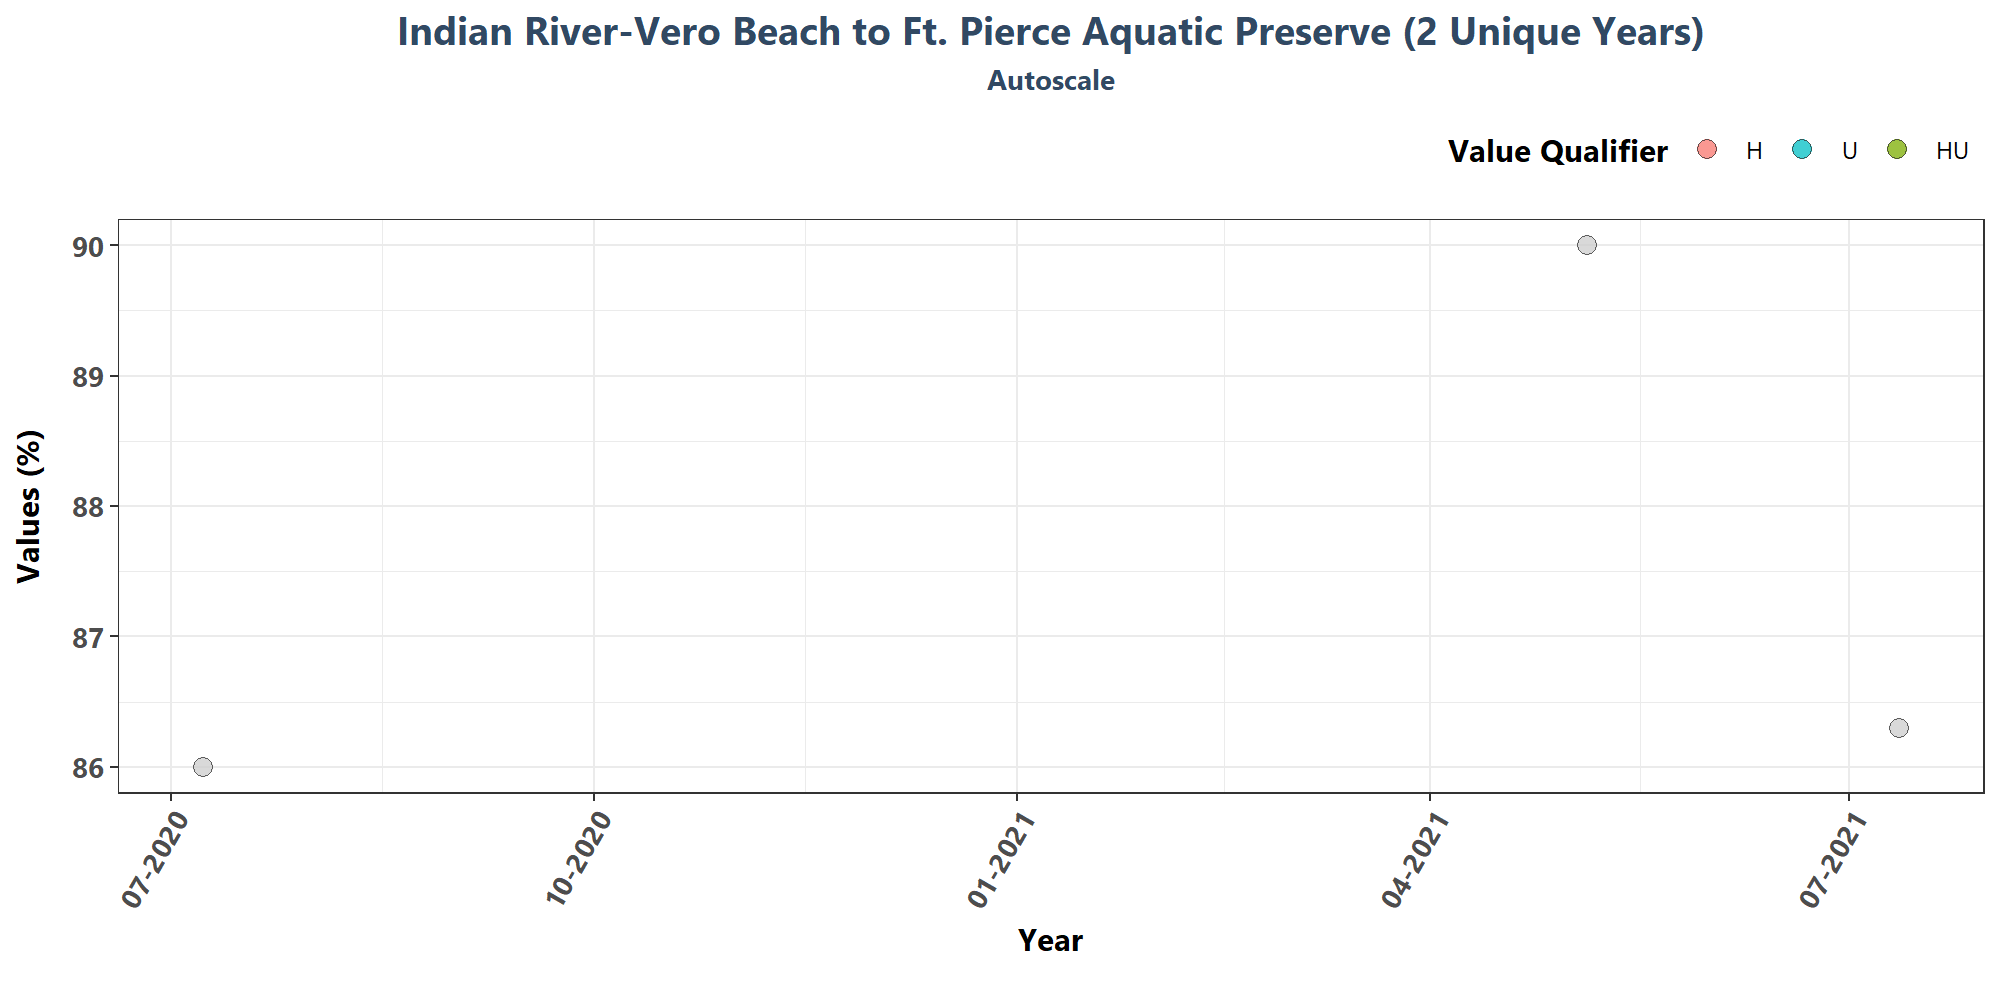 Indian River-Vero Beach to Ft. Pierce Aquatic Preserve (2 Unique Years)
Autoscale
Value Qualifier H U HU
Values (%)
90
89
88
87
86
07-2020 10-2020 01-2021 04-2021 07-2021
Year